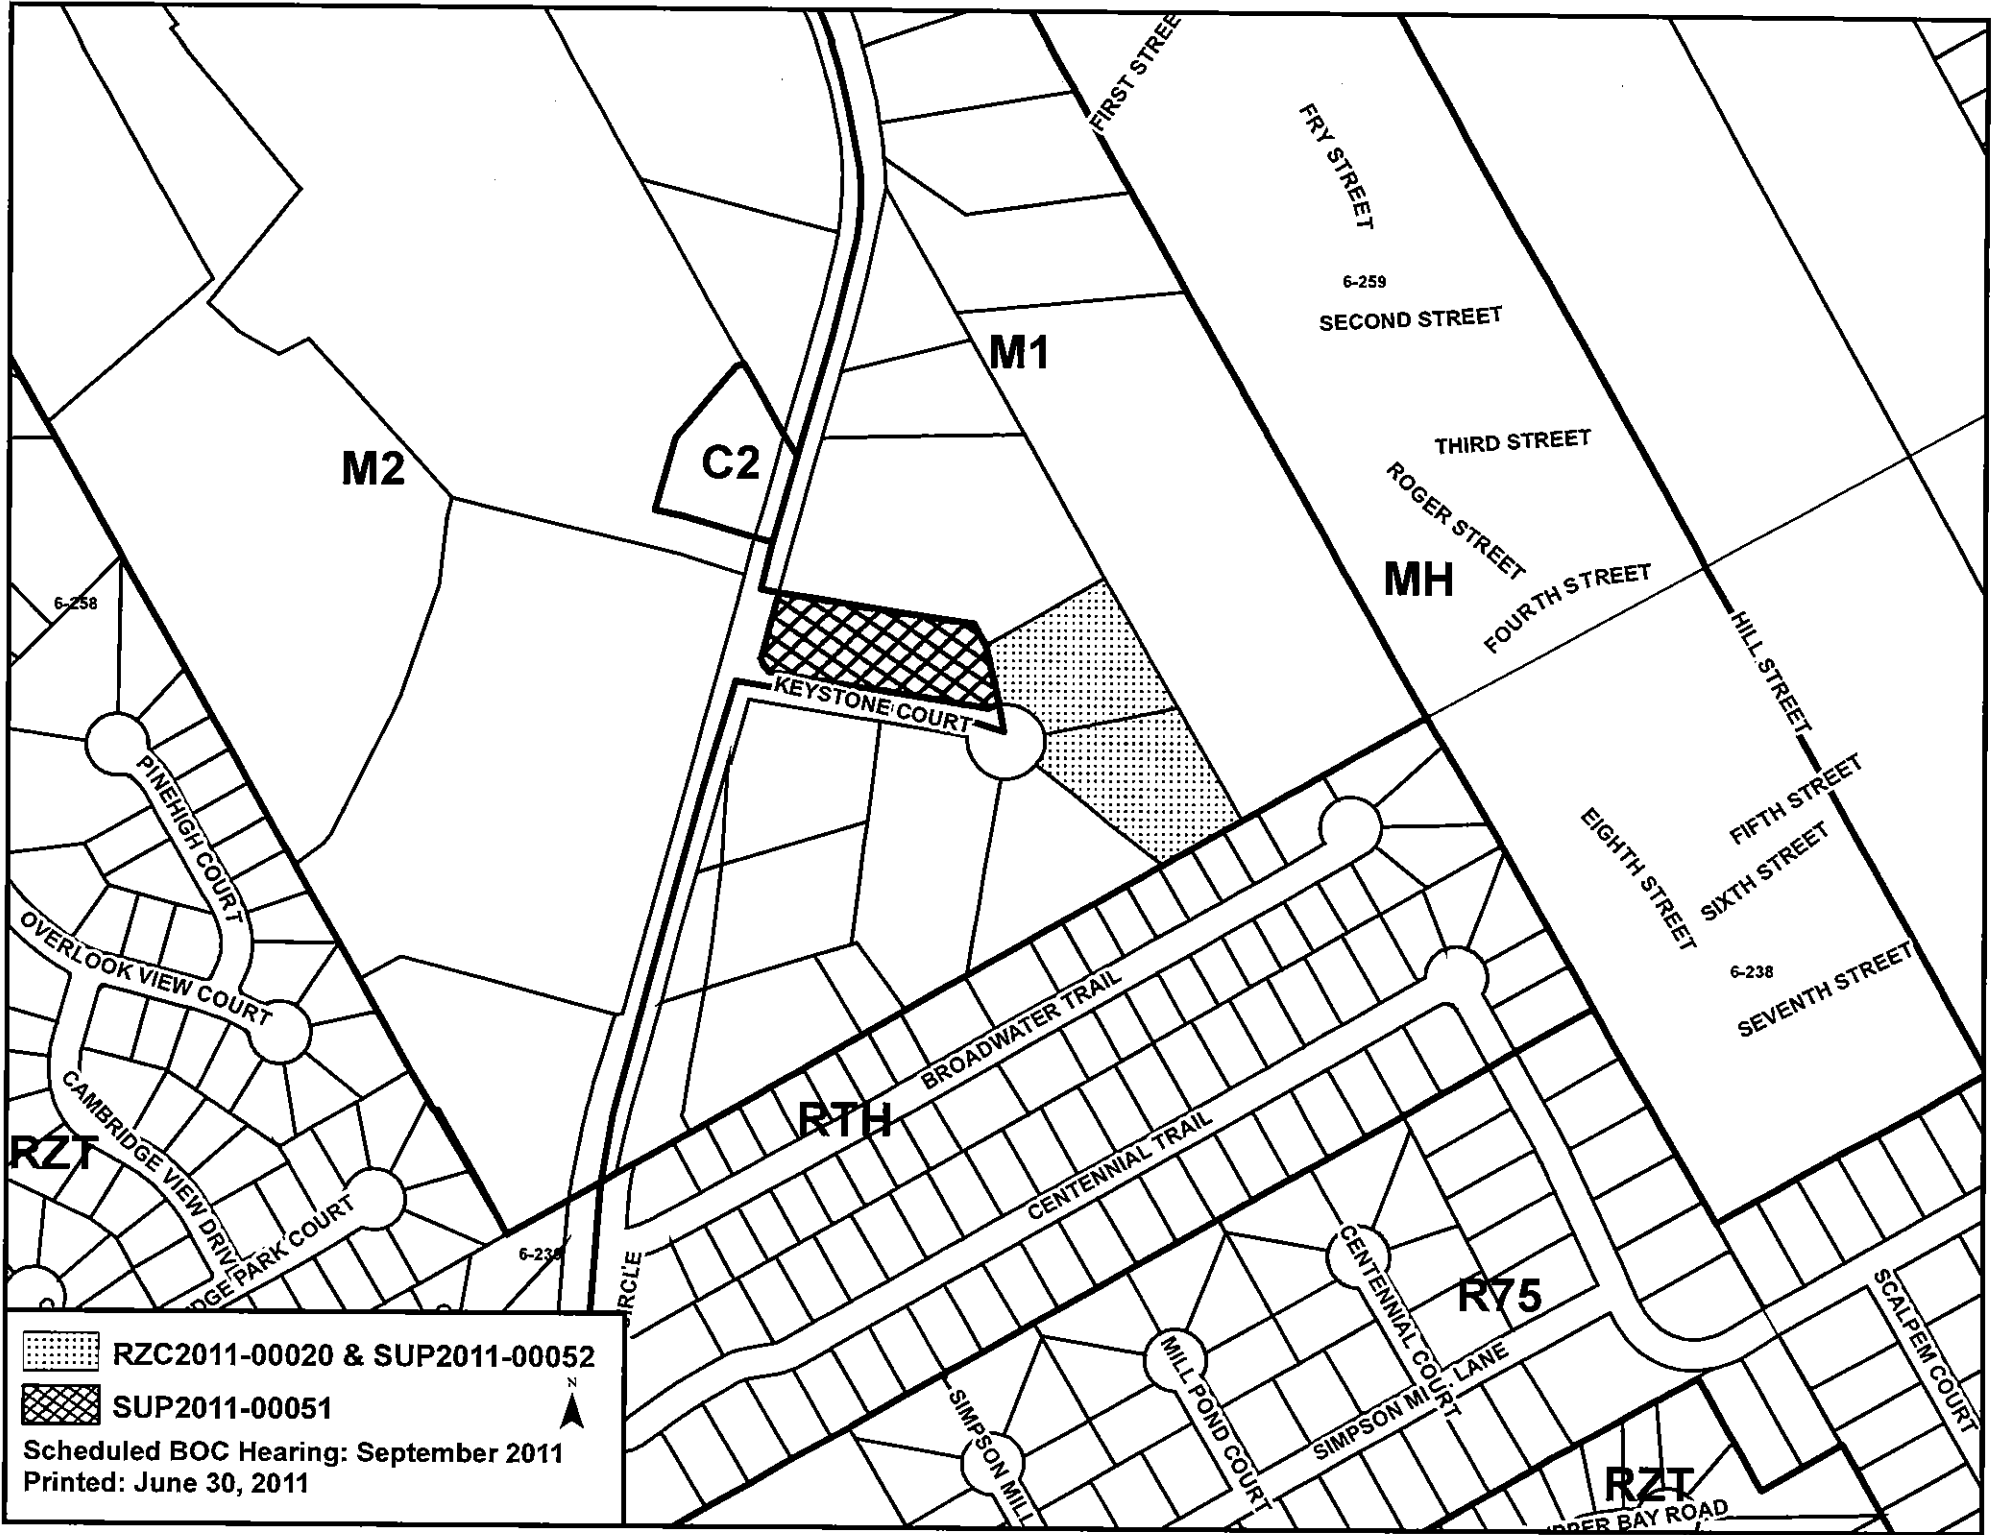 FIRST STREE
FRY STREET
6-259
SECOND STREET
M1
THIRD STREET
M2
C2
ROGER STREET
MH
FOURTH STREET
6-258
HILL STREET
KEYSTONE COURT
PINEHIGH COURT
FIFTH STREET
EIGHTH STREET
SIXTH STREET
OVERLOOK VIEW COURT
6-238
SEVENTH STREET
BROADWATER TRAIL
CAMBRIDGE VIEW DRIVE
RTH
CENTENNIAL TRAIL
RZT
PARK COURT
CENTENNIAL COURT
R75
SCALPEM COURT
MILL POND COURT
SIMPSON MILL
LANE
RZT
BAY ROAD
RZC2011-00020 & SUP2011-00052
N
SUP2011-00051
Scheduled BOC Hearing: September 2011
Printed: June 30, 2011